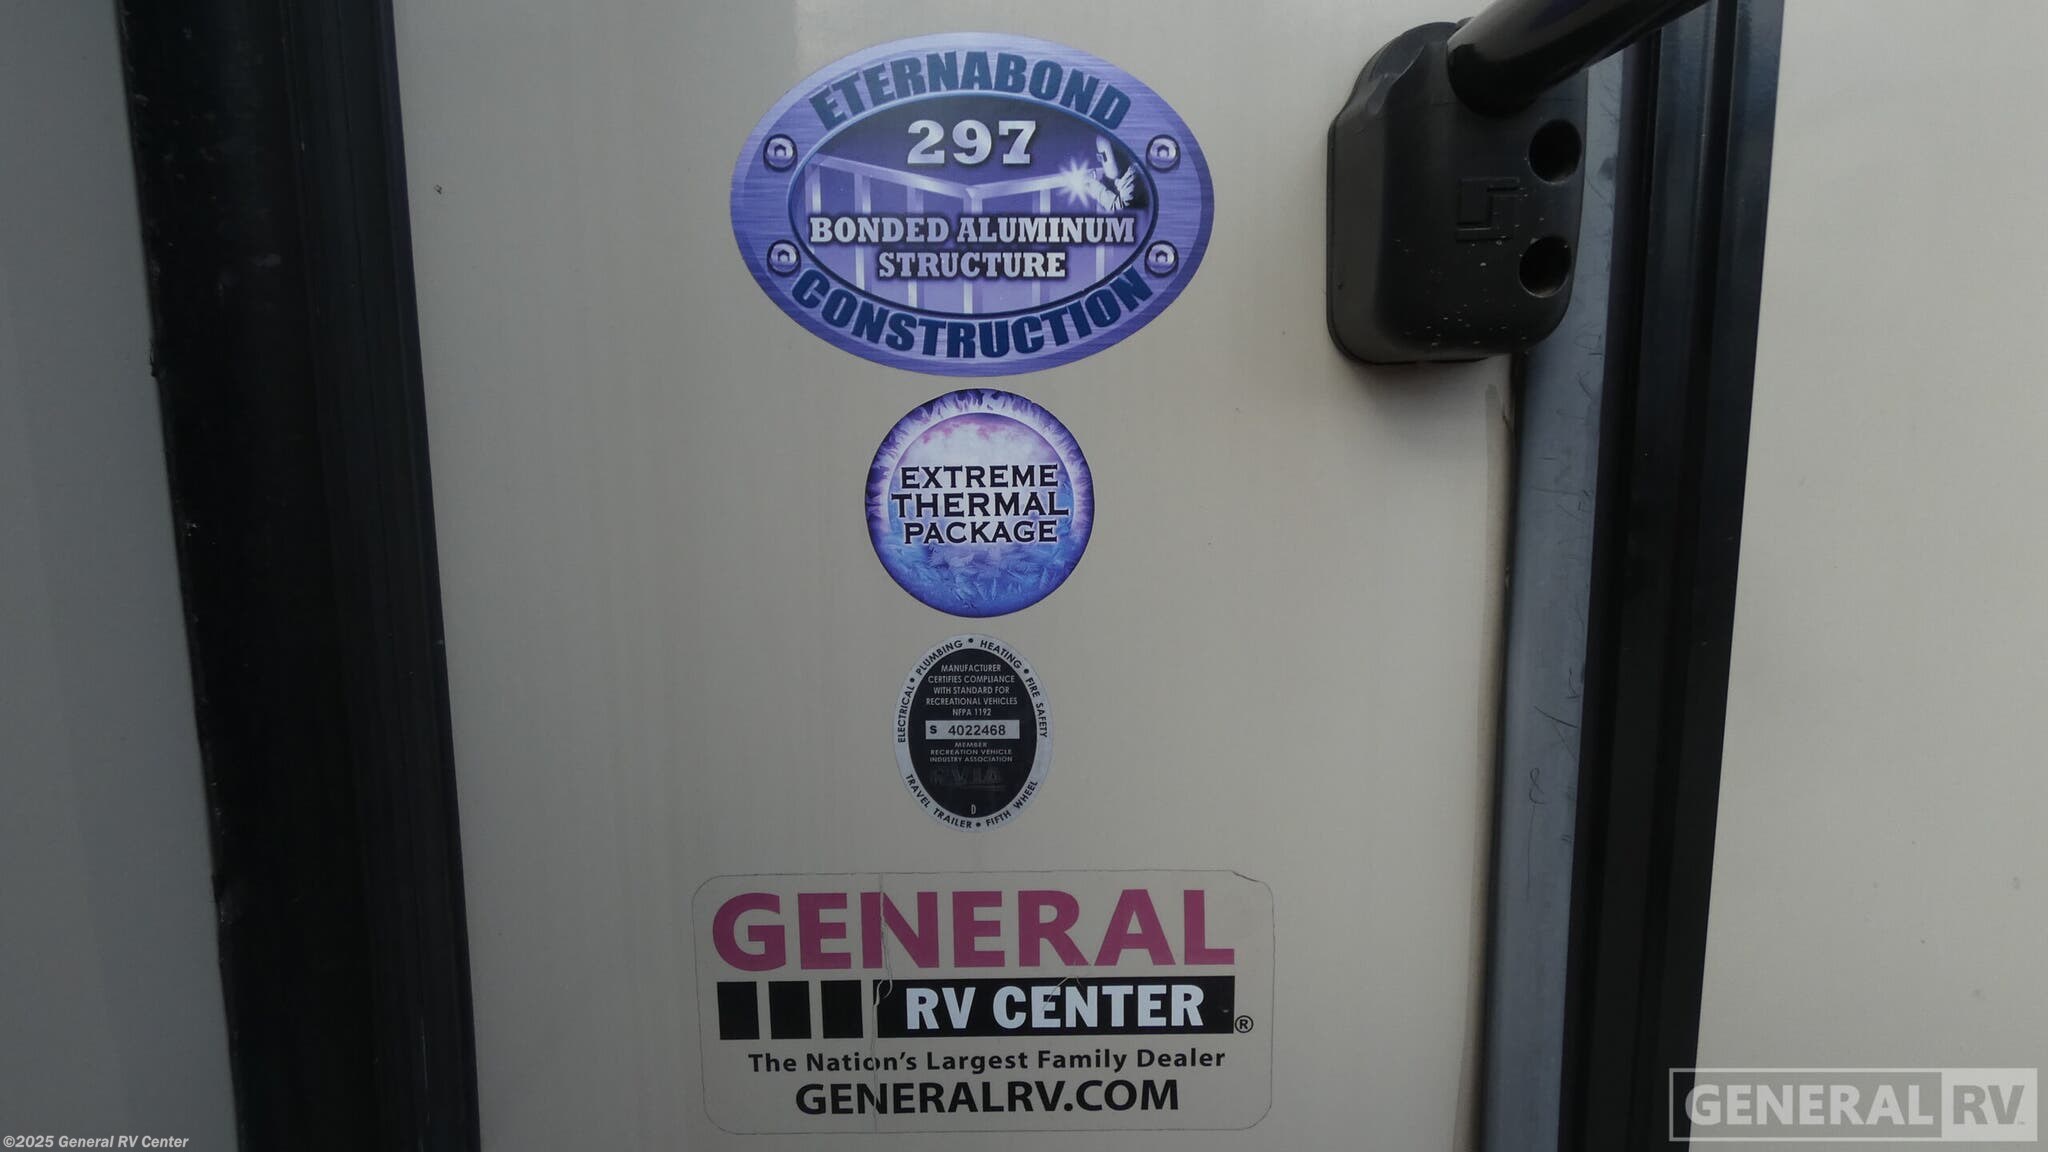 ETERNABOND
297
BONDED ALUMINUM
STRUCTURE
CONSTRUCTION
EXTREME
THERMAL
PACKAGE
ELECTRICAL • PLUMBING • HEATING • FIRE SAFETY
MANUFACTURER
CERTIFIES COMPLIANCE
WITH STANDARD FOR
RECREATIONAL VEHICLES
NFPA 1192
S 4022468
MEMBER
RECREATION VEHICLE
INDUSTRY ASSOCIATION
RVIA
D
TRAVEL TRAILER • FIFTH WHEEL
GENERAL
RV CENTER®
The Nation's Largest Family Dealer
GENERALRV.COM
GENERAL RV™
©2025 General RV Center